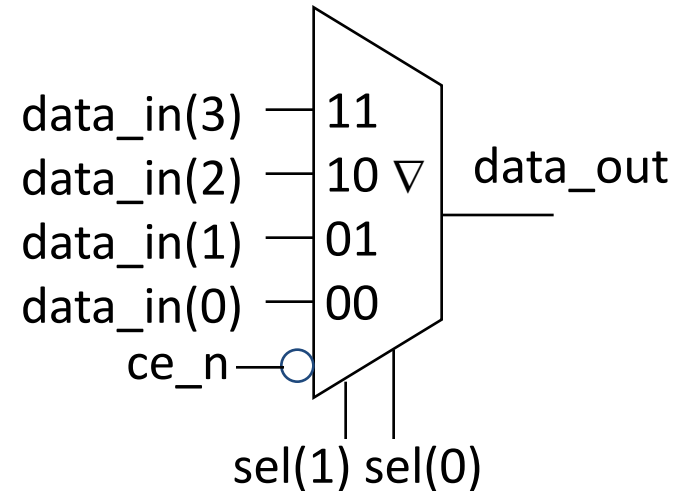 data_in(3) 11
data_in(2) 10 ∇ data_out
data_in(1) 01
data_in(0) 00
ce_n
sel(1) sel(0)